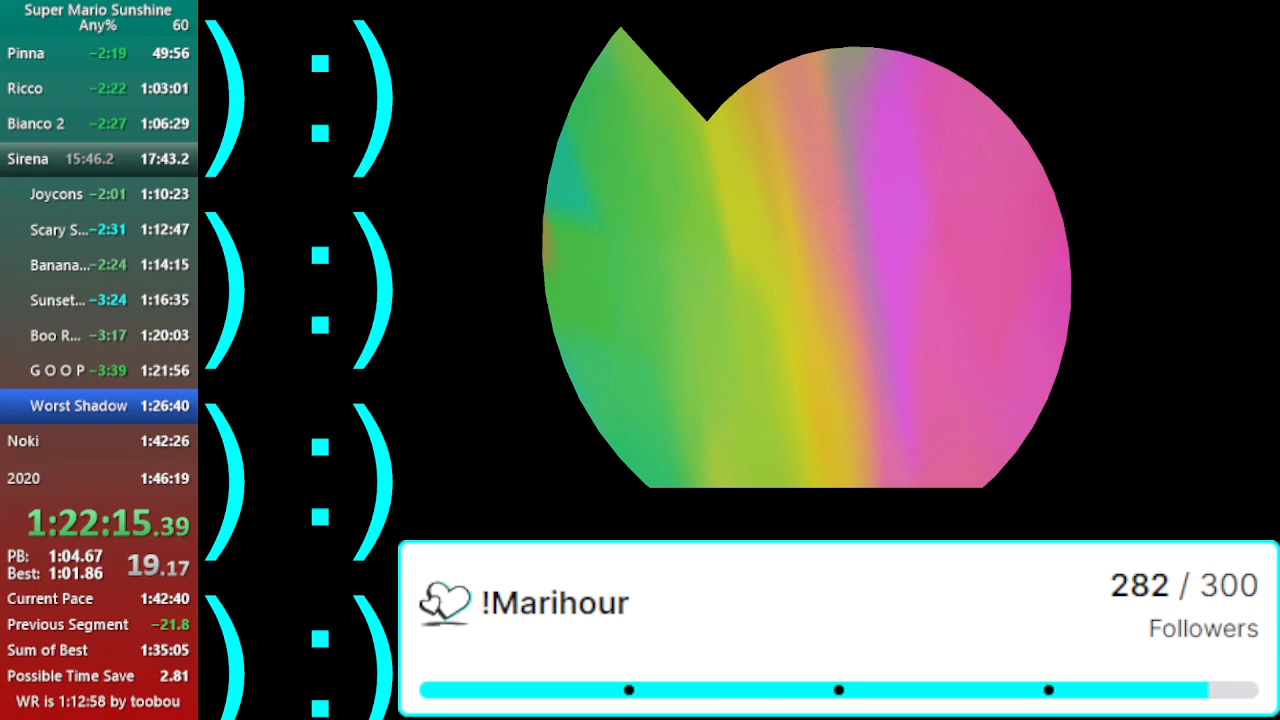 Super Mario Sunshine
Any% 60
Pinna −2:19 49:56
Ricco −2:22 1:03:01
Bianco 2 −2:27 1:06:29
Sirena 15:46.2 17:43.2
Joycons −2:01 1:10:23
Scary S... −2:31 1:12:47
Banana... −2:24 1:14:15
Sunset... −3:24 1:16:35
Boo R... −3:17 1:20:03
G O O P −3:39 1:21:56
Worst Shadow 1:26:40
Noki 1:42:26
2020 1:46:19
1:22:15.39
PB: 1:04.67 19.17
Best: 1:01.86
Current Pace 1:42:40
Previous Segment −21.8
Sum of Best 1:35:05
Possible Time Save 2.81
WR is 1:12:58 by toobou
) :)
) :)
) :)
) :)
!Marihour
282 / 300
Followers